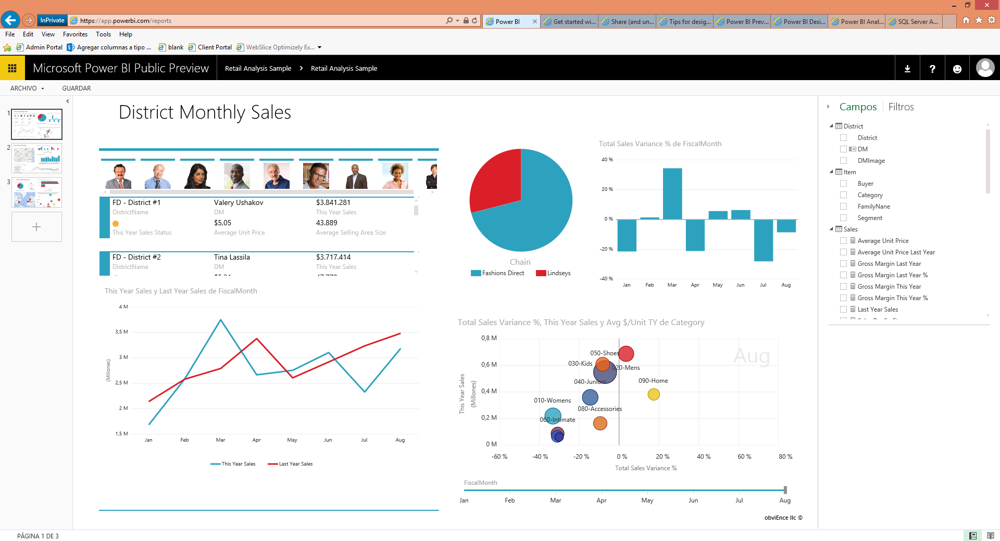 InPrivate
https://app.powerbi.com/reports
Power BI
Get started wi...
Share (and un...
Tips for desig...
Power BI Prev...
Power BI Desi...
Power BI Anal...
SQL Server A...
File Edit View Favorites Tools Help
Admin Portal
Agregar columnas a tipo ...
blank
Client Portal
WebSlice Optimizely Ex...
Microsoft Power BI Public Preview
Retail Analysis Sample > Retail Analysis Sample
?
ARCHIVO
GUARDAR
1
2
3
District Monthly Sales
FD - District #1 Valery Ushakov $3.841.281
DistrictName DM This Year Sales
$5,05 43.889
This Year Sales Status Average Unit Price Average Selling Area Size
FD - District #2 Tina Lassila $3.717.414
DistrictName DM This Year Sales
Chain
Fashions Direct Lindseys
Total Sales Variance % de FiscalMonth
40 %
20 %
0 %
-20 %
-40 %
Jan Feb Mar Apr May Jun Jul Aug
This Year Sales y Last Year Sales de FiscalMonth
4 M
3,5 M
3 M
2,5 M
2 M
1,5 M
(Millones)
Jan Feb Mar Apr May Jun Jul Aug
This Year Sales Last Year Sales
Total Sales Variance %, This Year Sales y Avg $/Unit TY de Category
0,8 M
0,6 M
0,4 M
0,2 M
0 M
This Year Sales
(Millones)
Aug
050-Shoes
030-Kids
020-Mens
040-Juniors
090-Home
010-Womens
080-Accessories
060-Intimate
-60 % -40 % -20 % 0 % 20 % 40 % 60 % 80 %
Total Sales Variance %
FiscalMonth
Jan Feb Mar Apr May Jun Jul Aug
obviEnce llc ©
Campos Filtros
District
District
DM
DMImage
Item
Buyer
Category
FamilyNane
Segment
Sales
Average Unit Price
Average Unit Price Last Year
Gross Margin Last Year
Gross Margin Last Year %
Gross Margin This Year
Gross Margin This Year %
Last Year Sales
PÁGINA 1 DE 3